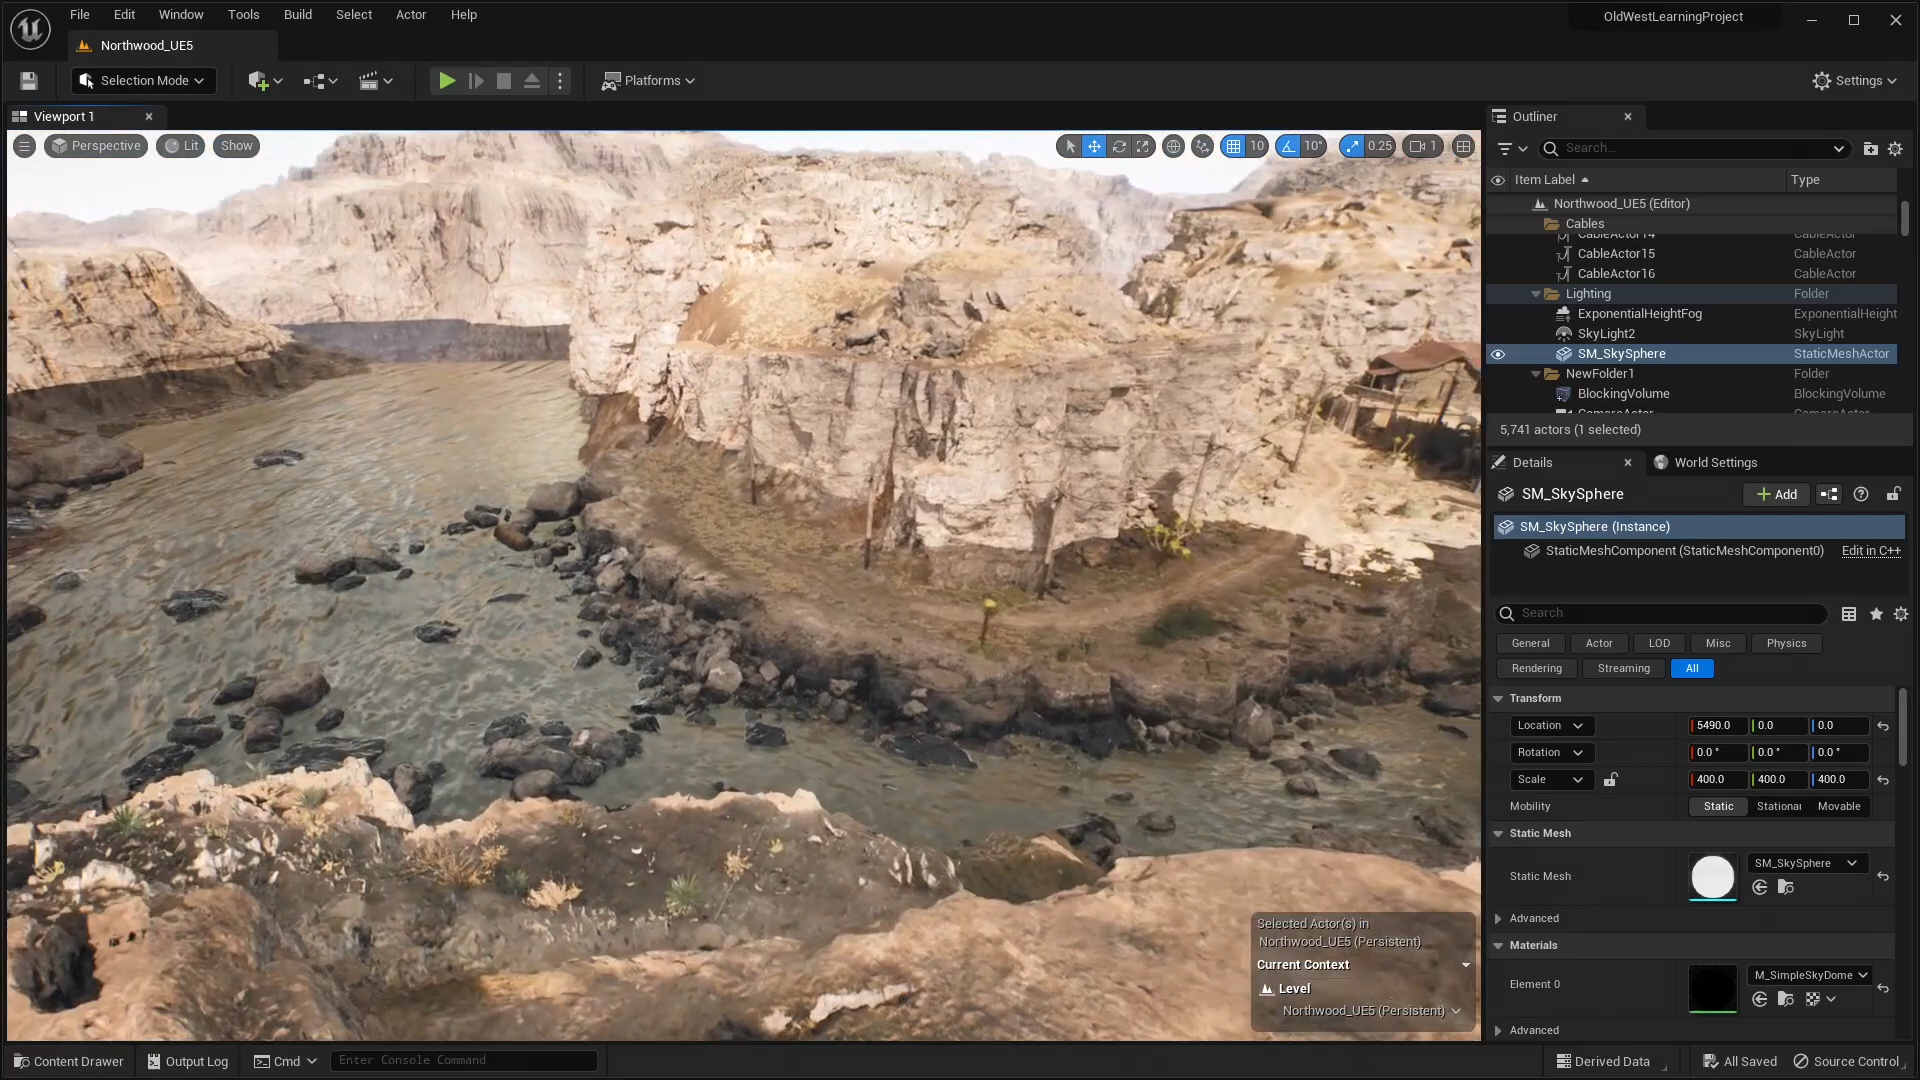 File Edit Window Tools Build Select Actor Help
OldWestLearningProject
Northwood_UE5
Selection Mode
Platforms
Settings
Viewport 1
Perspective Lit Show
10 10° 0.25 1
Outliner
Search...
Item Label Type
Northwood_UE5 (Editor)
Cables
CableActor14 CableActor
CableActor15 CableActor
CableActor16 CableActor
Lighting Folder
ExponentialHeightFog ExponentialHeight
SkyLight2 SkyLight
SM_SkySphere StaticMeshActor
NewFolder1 Folder
BlockingVolume BlockingVolume
CameraActor CameraActor
5,741 actors (1 selected)
Details World Settings
SM_SkySphere
Add
SM_SkySphere (Instance)
StaticMeshComponent (StaticMeshComponent0) Edit in C++
Search
General Actor LOD Misc Physics
Rendering Streaming All
Transform
Location 5490.0 0.0 0.0
Rotation 0.0 ° 0.0 ° 0.0 °
Scale 400.0 400.0 400.0
Mobility Static Stationar Movable
Static Mesh
Static Mesh SM_SkySphere
Advanced
Materials
Element 0 M_SimpleSkyDome
Advanced
Selected Actor(s) in
Northwood_UE5 (Persistent)
Current Context
Level
Northwood_UE5 (Persistent)
Content Drawer Output Log Cmd Enter Console Command
Derived Data All Saved Source Control